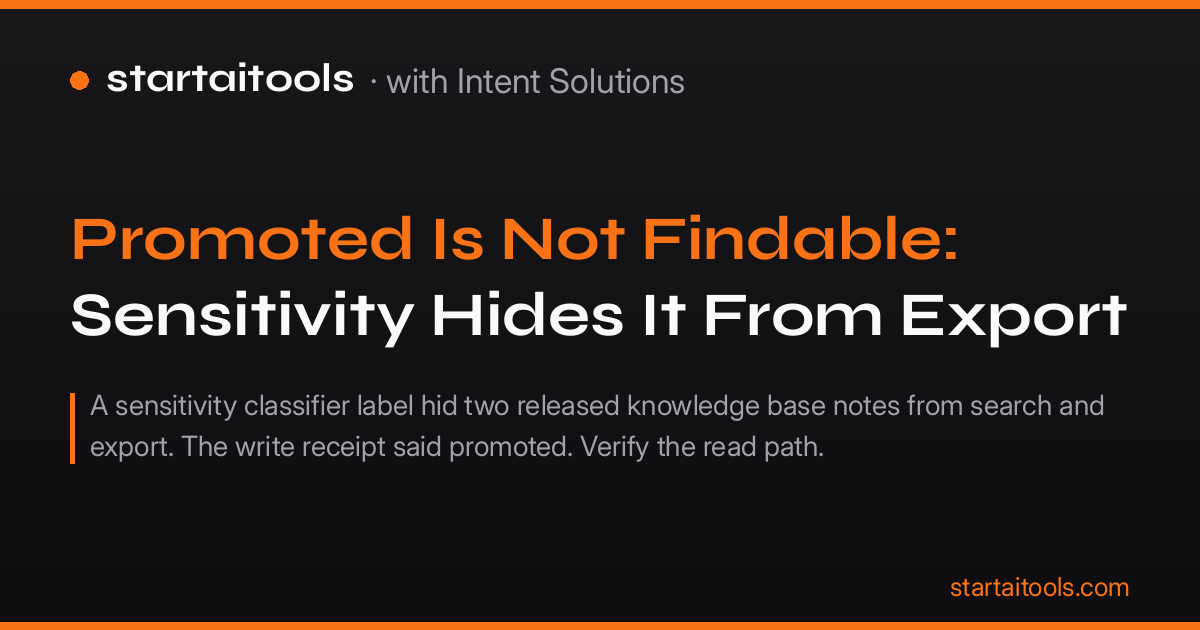 startaitools · with Intent Solutions
Promoted Is Not Findable:
Sensitivity Hides It From Export
A sensitivity classifier label hid two released knowledge base notes from search and
export. The write receipt said promoted. Verify the read path.
startaitools.com